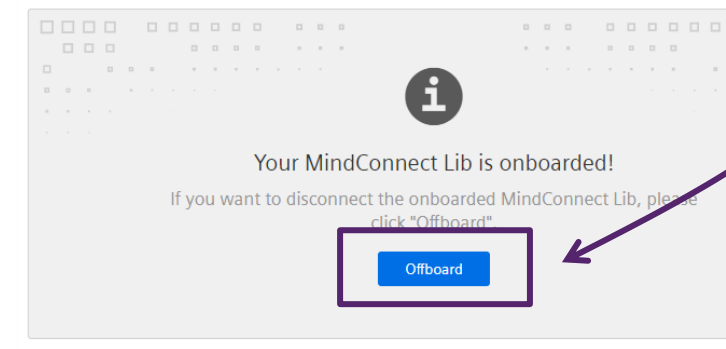 Your MindConnect Lib is onboarded!
If you want to disconnect the onboarded MindConnect Lib, please
click "Offboard".
Offboard